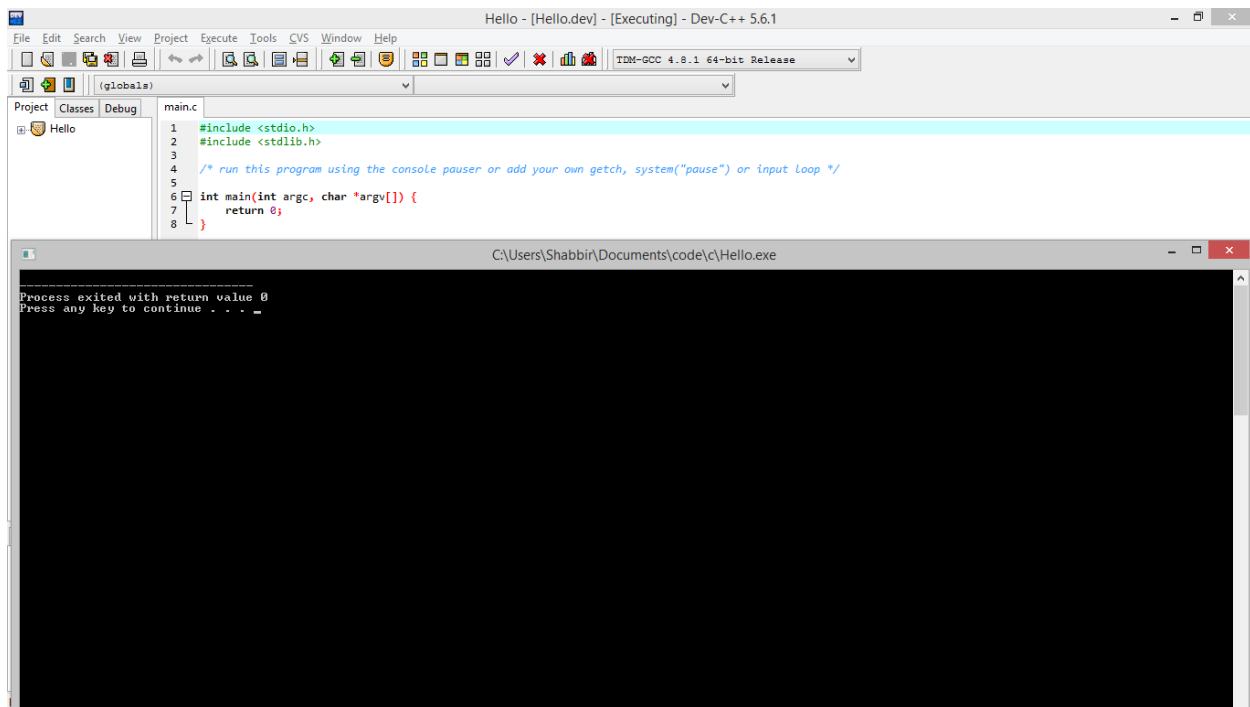 Hello - [Hello.dev] - [Executing] - Dev-C++ 5.6.1
File Edit Search View Project Execute Tools CVS Window Help
TDM-GCC 4.8.1 64-bit Release
(globals)
Project Classes Debug main.c
Hello
1 #include <stdio.h>
2 #include <stdlib.h>
3
4 /* run this program using the console pauser or add your own getch, system("pause") or input loop */
5
6 int main(int argc, char *argv[]) {
7 return 0;
8 }
C:\Users\Shabbir\Documents\code\c\Hello.exe
--------------------------------
Process exited with return value 0
Press any key to continue . . . _